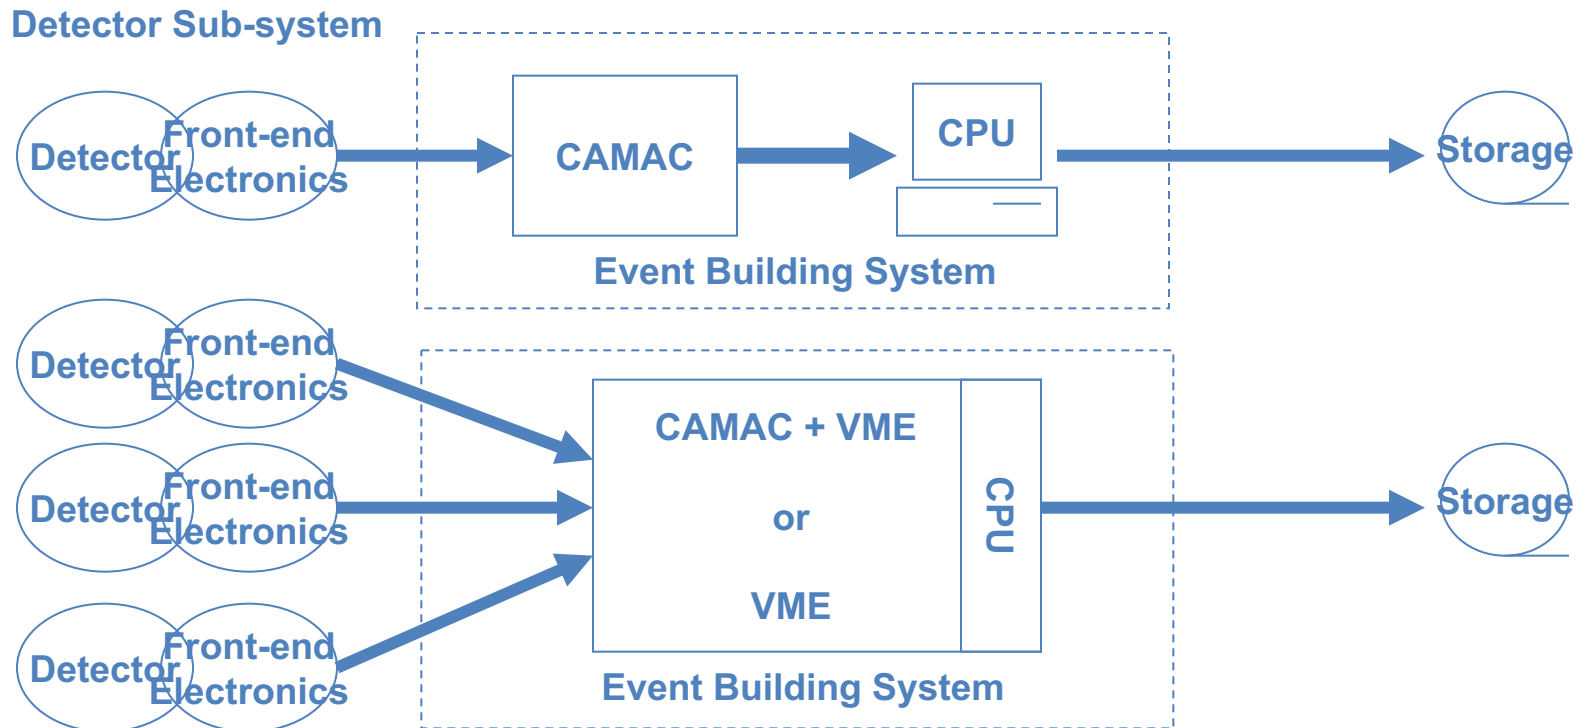 Detector Sub-system
Detector
Front-end
Electronics
CAMAC
CPU
Storage
Event Building System
Detector
Front-end
Electronics
Detector
Front-end
Electronics
Detector
Front-end
Electronics
CAMAC + VME
or
VME
CPU
Storage
Event Building System